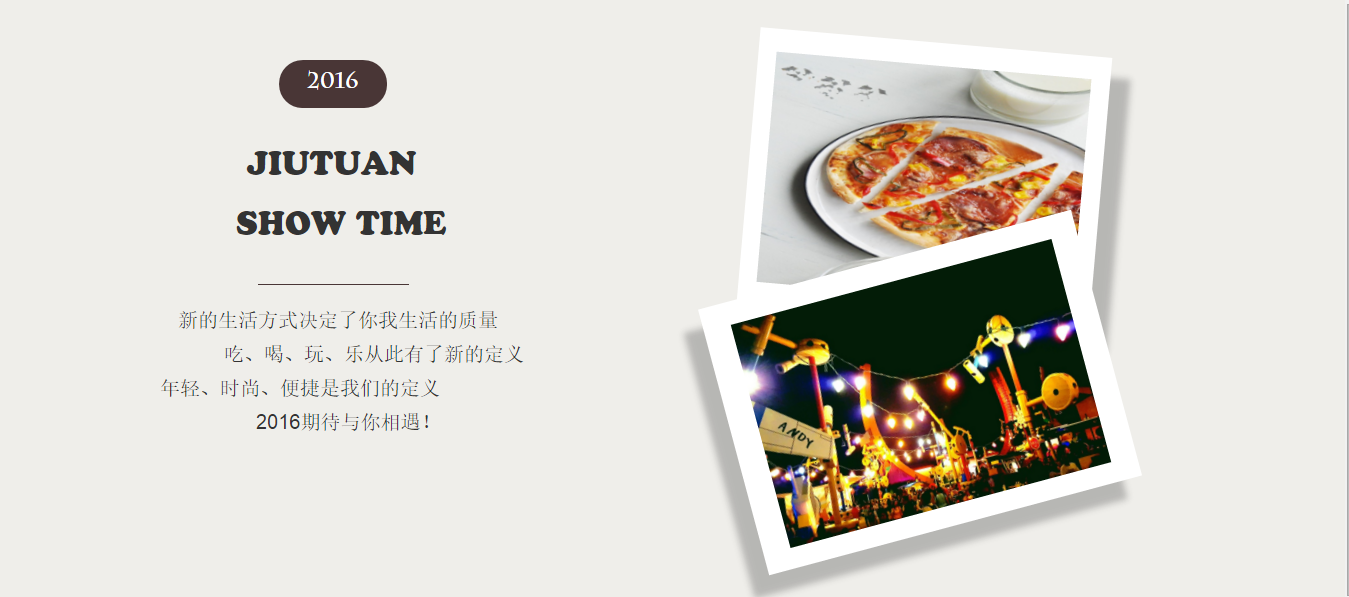 2016
JIUTUAN
SHOW TIME
新的生活方式决定了你我生活的质量
吃、喝、玩、乐从此有了新的定义
年轻、时尚、便捷是我们的定义
2016期待与你相遇！
ANDY